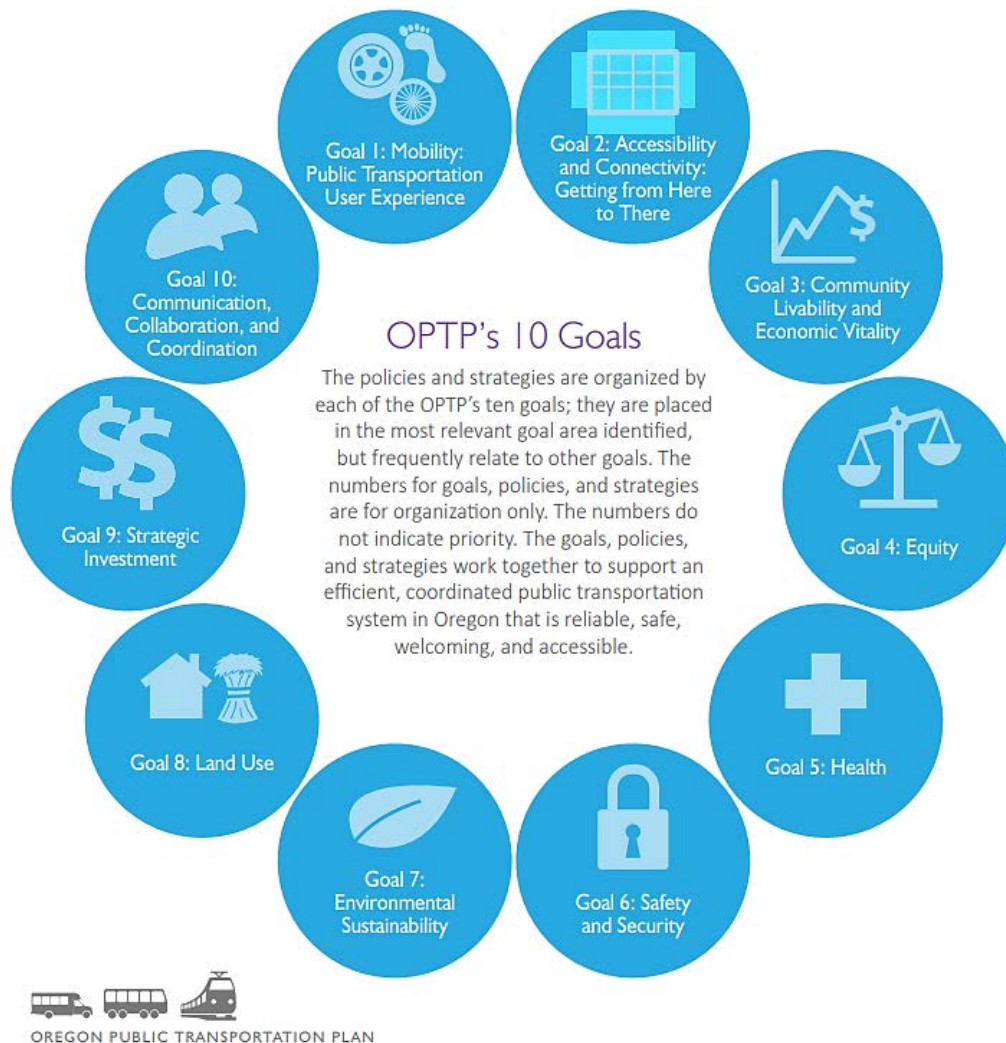 Goal 1: Mobility:
Public Transportation
User Experience
Goal 2: Accessibility
and Connectivity:
Getting from Here
to There
Goal 3: Community
Livability and
Economic Vitality
Goal 4: Equity
Goal 5: Health
Goal 6: Safety
and Security
Goal 7:
Environmental
Sustainability
Goal 8: Land Use
Goal 9: Strategic
Investment
Goal 10:
Communication,
Collaboration, and
Coordination
OPTP's 10 Goals
The policies and strategies are organized by
each of the OPTP's ten goals; they are placed
in the most relevant goal area identified,
but frequently relate to other goals. The
numbers for goals, policies, and strategies
are for organization only. The numbers do
not indicate priority. The goals, policies,
and strategies work together to support an
efficient, coordinated public transportation
system in Oregon that is reliable, safe,
welcoming, and accessible.
OREGON PUBLIC TRANSPORTATION PLAN